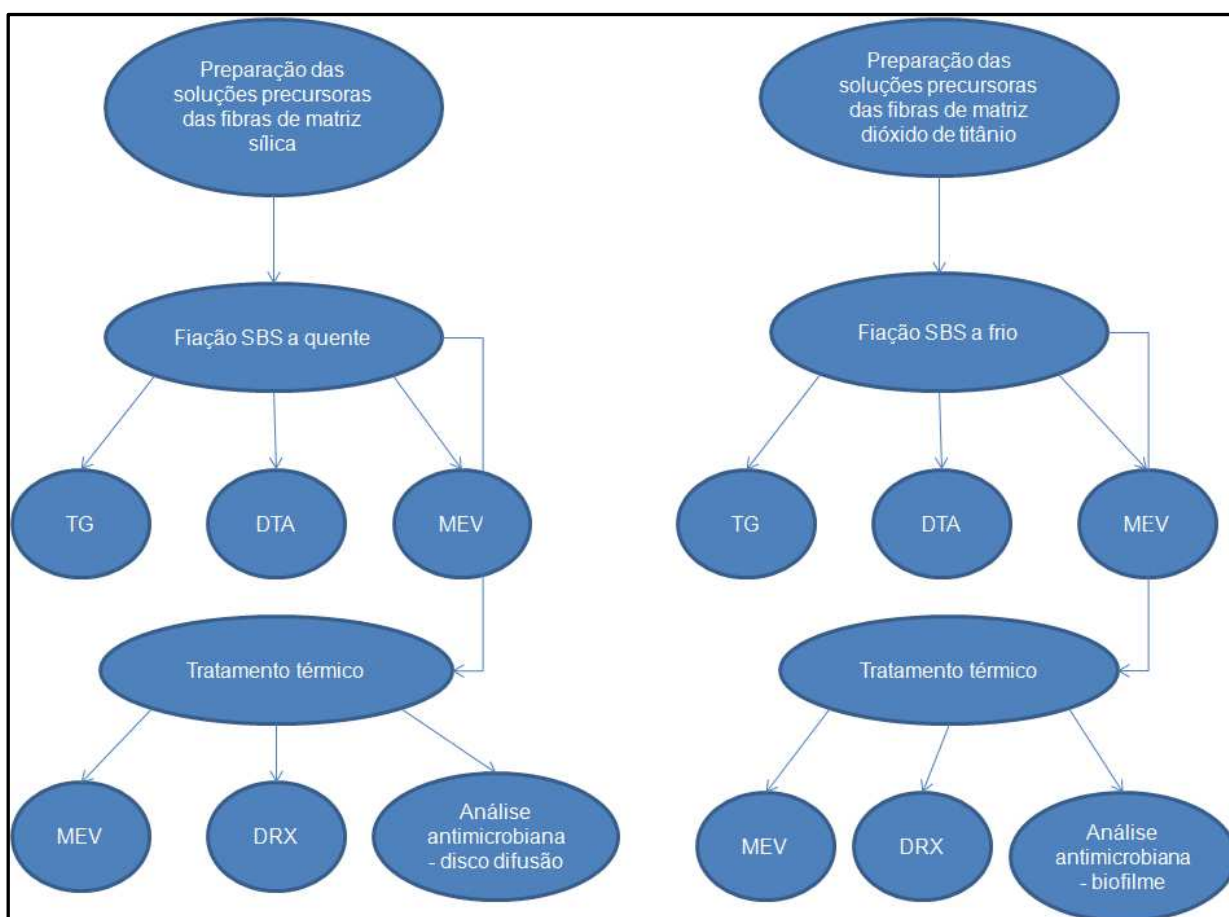 Preparação das
soluções precursoras
das fibras de matriz
sílica
Preparação das
soluções precursoras
das fibras de matriz
dióxido de titânio
Fiação SBS a quente
Fiação SBS a frio
TG
DTA
MEV
TG
DTA
MEV
Tratamento térmico
Tratamento térmico
MEV
DRX
Análise
antimicrobiana
- disco difusão
MEV
DRX
Análise
antimicrobiana
- biofilme